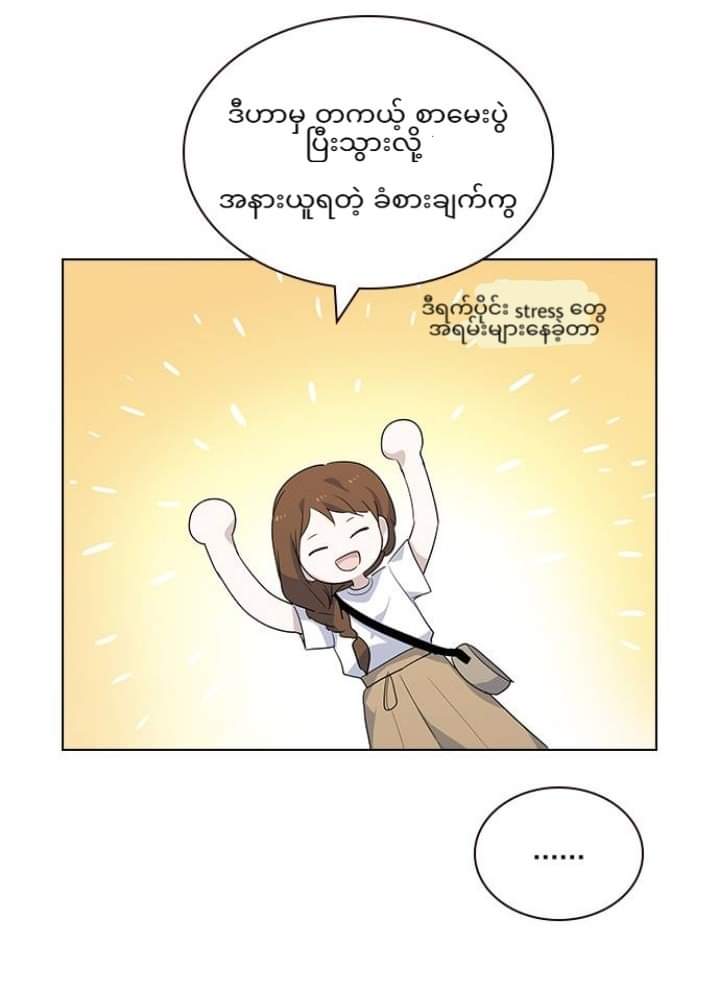 ဒီဟာမှ တကယ့် စာမေးပွဲ
ပြီးသွားလို့
အနားယူရတဲ့ ခံစားချက်ကွ
ဒီရက်ပိုင်း stress တွေ
အရမ်းများနေခဲ့တာ
......